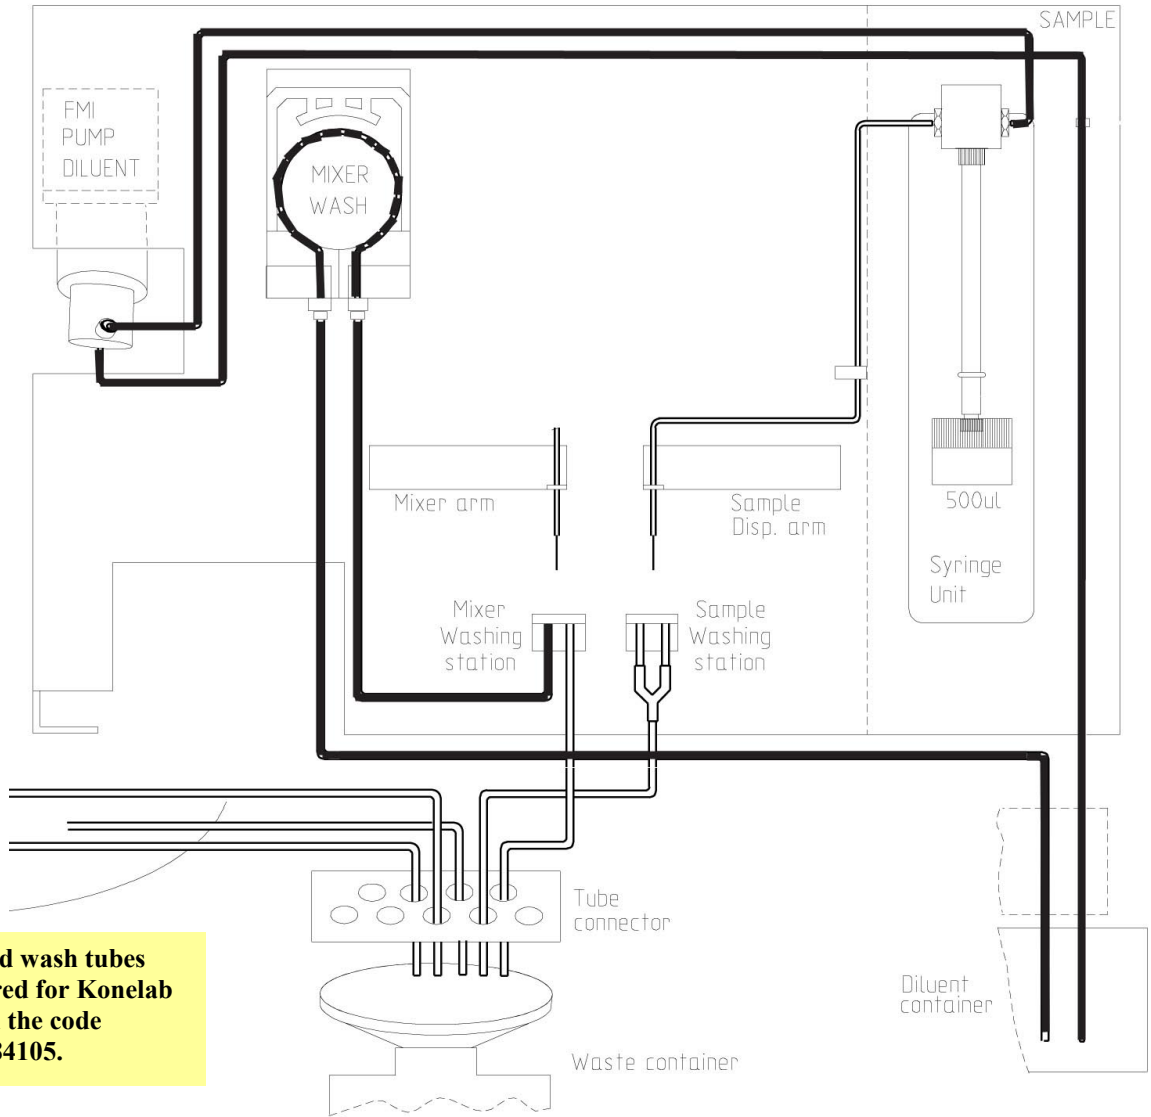 SAMPLE
FMI
PUMP
DILUENT
MIXER
WASH
Mixer arm
Sample
Disp. arm
500ul
Syringe
Unit
Mixer
Washing
station
Sample
Washing
station
Tube
connector
d wash tubes
red for Konelab
the code
34105.
Diluent
container
Waste container